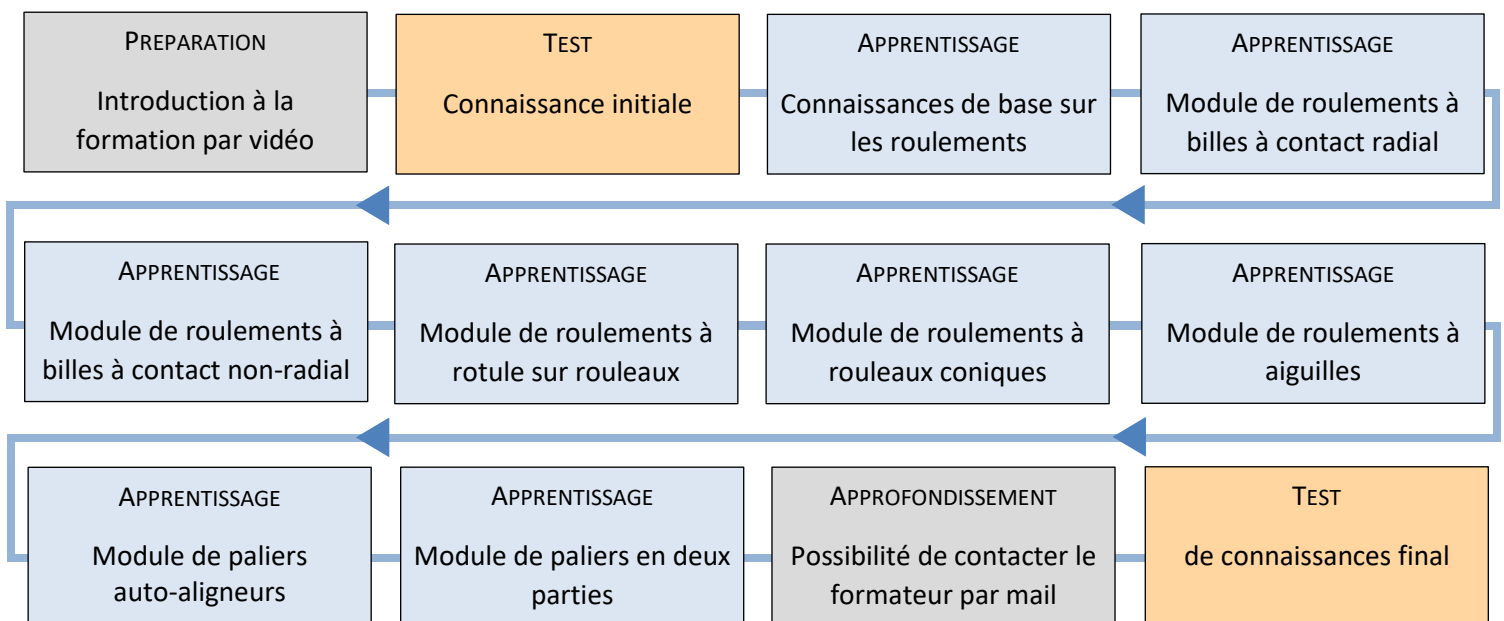 PREPARATION
Introduction à la
formation par vidéo
TEST
Connaissance initiale
APPRENTISSAGE
Connaissances de base sur
les roulements
APPRENTISSAGE
Module de roulements à
billes à contact radial
APPRENTISSAGE
Module de roulements à
billes à contact non-radial
APPRENTISSAGE
Module de roulements à
rotule sur rouleaux
APPRENTISSAGE
Module de roulements à
rouleaux coniques
APPRENTISSAGE
Module de roulements à
aiguilles
APPRENTISSAGE
Module de paliers
auto-aligneurs
APPRENTISSAGE
Module de paliers en deux
parties
APPROFONDISSEMENT
Possibilité de contacter le
formateur par mail
TEST
de connaissances final